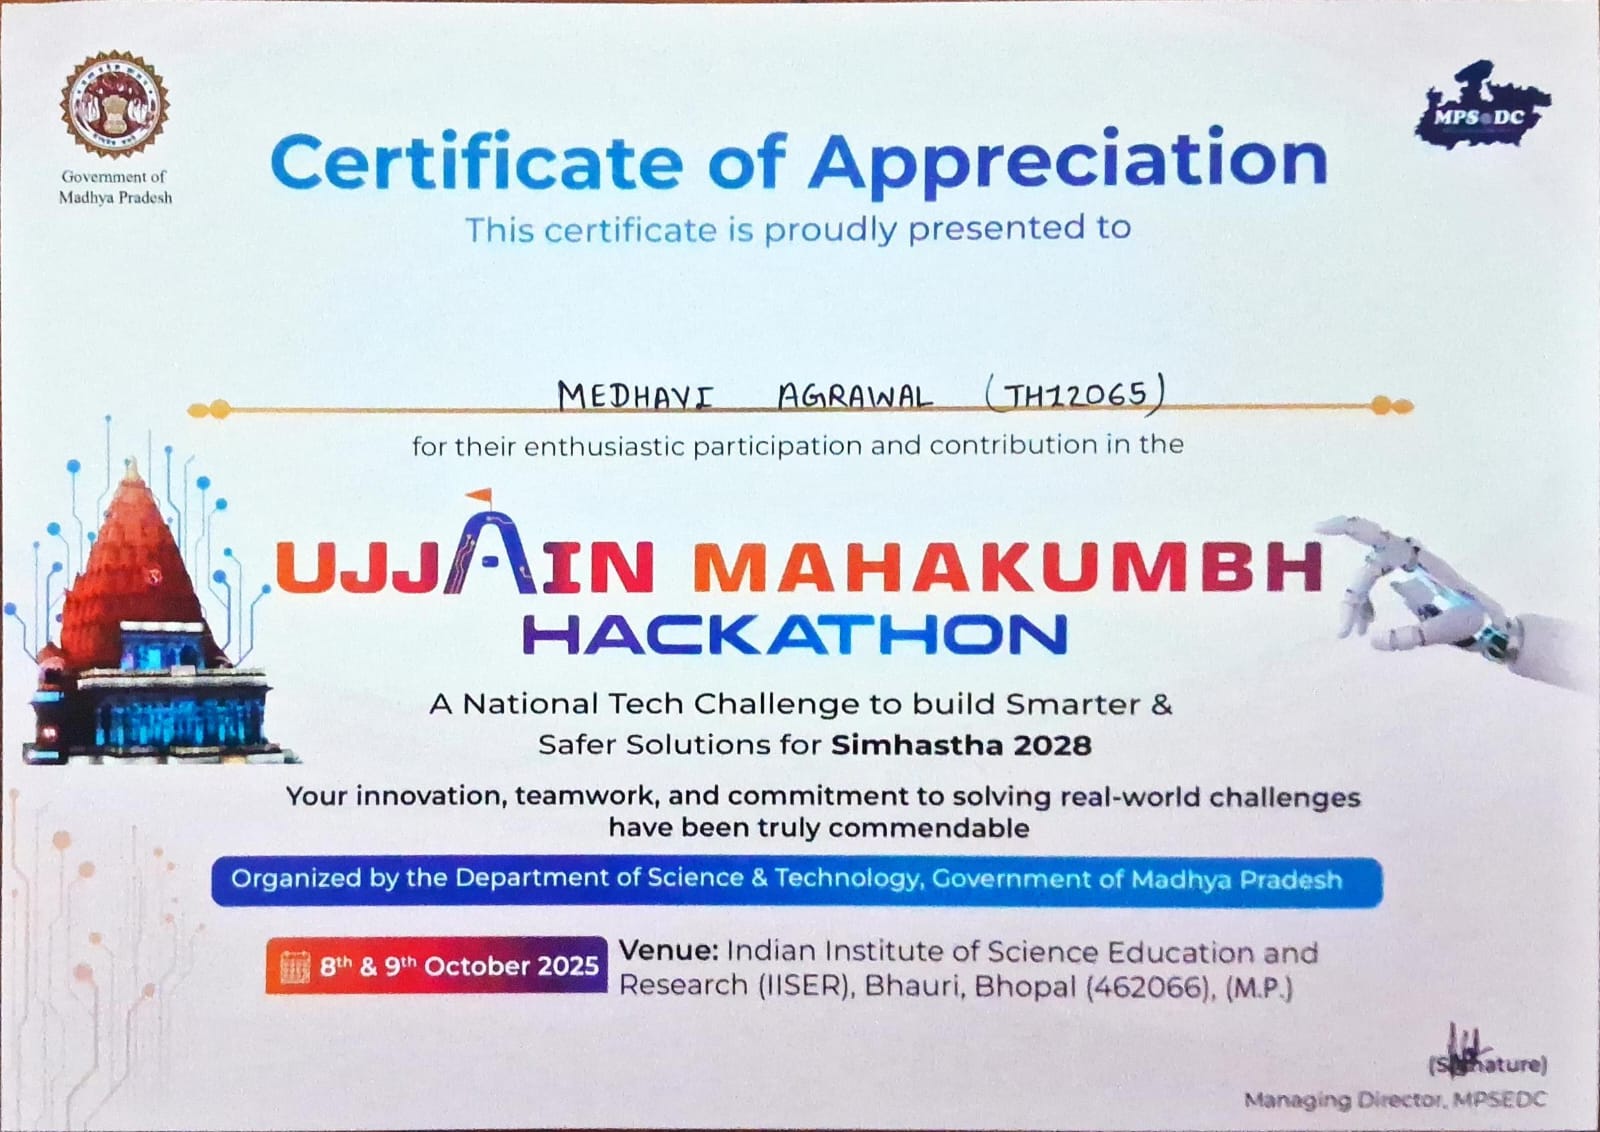 Government of
Madhya Pradesh
MPSeDC
Certificate of Appreciation
This certificate is proudly presented to
MEDHAVI AGRAWAL (TH12065)
for their enthusiastic participation and contribution in the
UJJAIN MAHAKUMBH
HACKATHON
A National Tech Challenge to build Smarter &
Safer Solutions for Simhastha 2028
Your innovation, teamwork, and commitment to solving real-world challenges
have been truly commendable
Organized by the Department of Science & Technology, Government of Madhya Pradesh
8th & 9th October 2025
Venue: Indian Institute of Science Education and
Research (IISER), Bhauri, Bhopal (462066), (M.P.)
(Signature)
Managing Director, MPSEDC